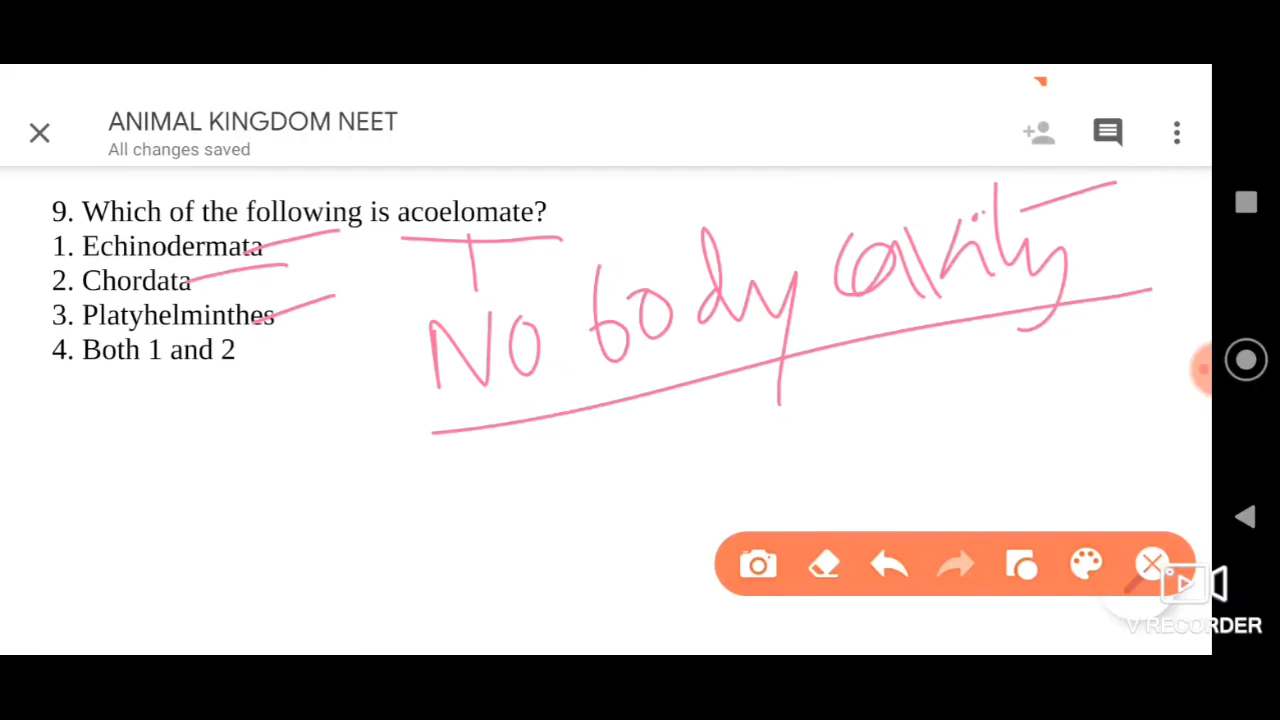 ANIMAL KINGDOM NEET
All changes saved
9. Which of the following is acoelomate?
1. Echinodermata
2. Chordata
3. Platyhelminthes
4. Both 1 and 2
No body cavity
V RECORDER